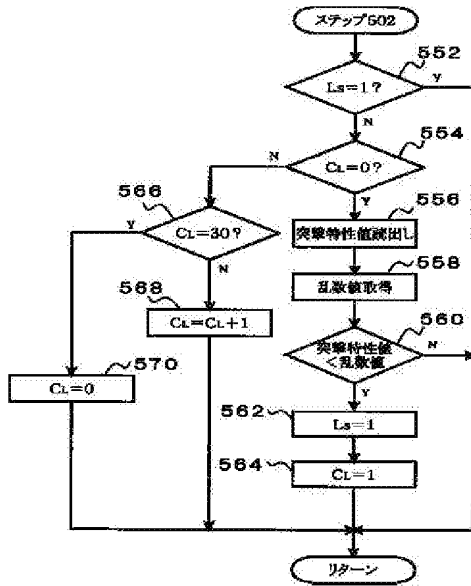 ステップ502
552
Ls=1?
Y
N
554
N
CL=0?
566
Y
556
Y
CL=30?
突撃特性値読出し
558
N
568
乱数値取得
560
CL=CL+1
突撃特性値
<乱数値
N
570
CL=0
Y
562
Ls=1
564
CL=1
リターン